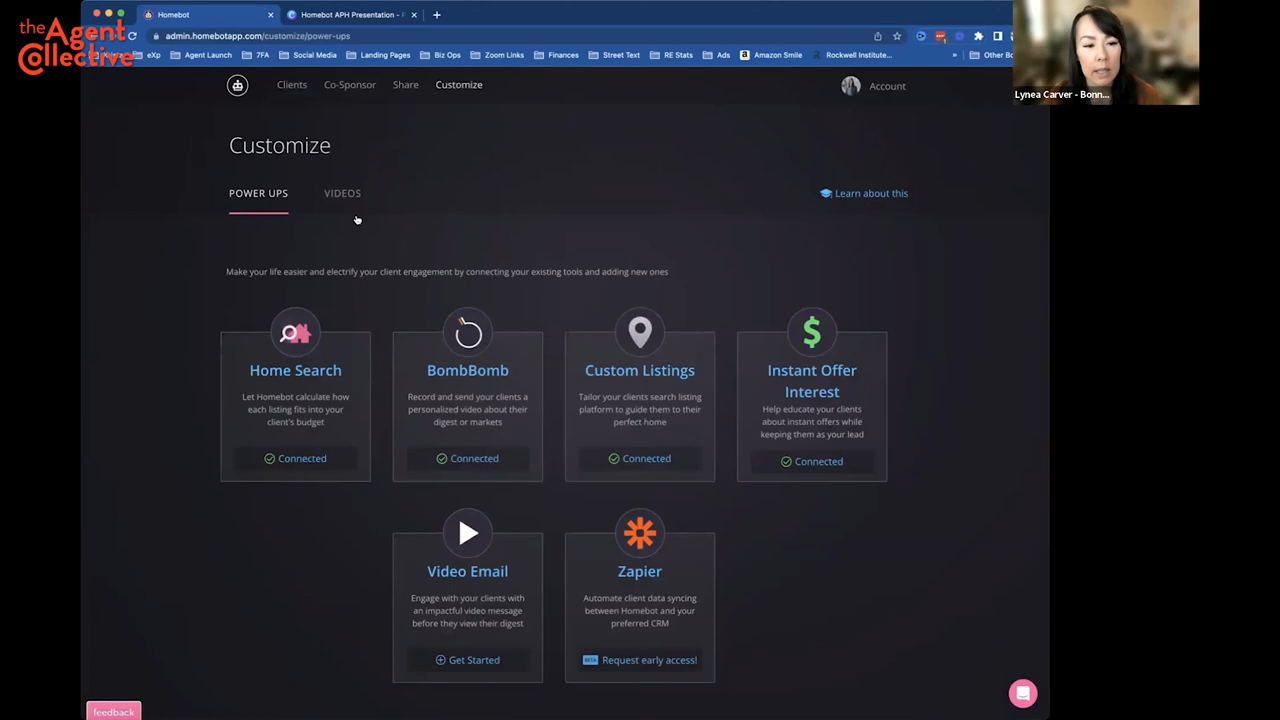 the Agent
Collective
Homebot
Homebot APH Presentation - P
admin.homebotapp.com/customize/power-ups
eXp
Agent Launch
7FA
Social Media
Landing Pages
Biz Ops
Zoom Links
Finances
Street Text
RE Stats
Ads
Amazon Smile
Rockwell Institute...
Other Bo
Lynea Carver - Bonn...
Clients
Co-Sponsor
Share
Customize
Account
Customize
POWER UPS
VIDEOS
Learn about this
Make your life easier and electrify your client engagement by connecting your existing tools and adding new ones
Home Search
Let Homebot calculate how
each listing fits into your
client's budget
Connected
BombBomb
Record and send your clients a
personalized video about their
digest or markets
Connected
Custom Listings
Tailor your clients search listing
platform to guide them to their
perfect home
Connected
$
Instant Offer
Interest
Help educate your clients
about instant offers while
keeping them as your lead
Connected
Video Email
Engage with your clients with
an impactful video message
before they view their digest
Get Started
Zapier
Automate client data syncing
between Homebot and your
preferred CRM
BETA Request early access!
feedback